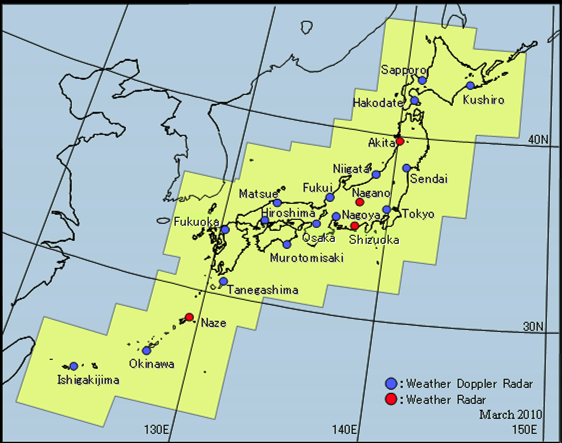 Sapporo
Kushiro
Hakodate
Akita
40N
Niigata
Sendai
Fukui
Nagano
Matsue
Hiroshima
Nagoya
Tokyo
Fukuoka
Osaka
Shizuoka
Murotomisaki
Tanegashima
Naze
30N
Okinawa
Ishigakijima
: Weather Doppler Radar
: Weather Radar
March 2010
130E
140E
150E